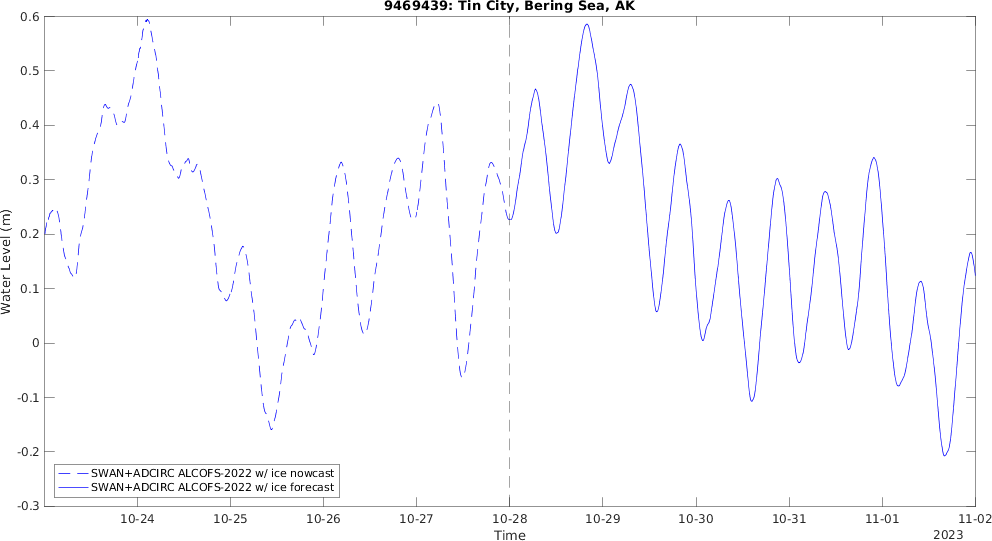 9469439: Tin City, Bering Sea, AK
0.6
0.5
0.4
0.3
0.2
0.1
0
-0.1
-0.2
-0.3
Water Level (m)
SWAN+ADCIRC ALCOFS-2022 w/ ice nowcast
SWAN+ADCIRC ALCOFS-2022 w/ ice forecast
10-24 10-25 10-26 10-27 10-28 10-29 10-30 10-31 11-01 11-02
Time
2023